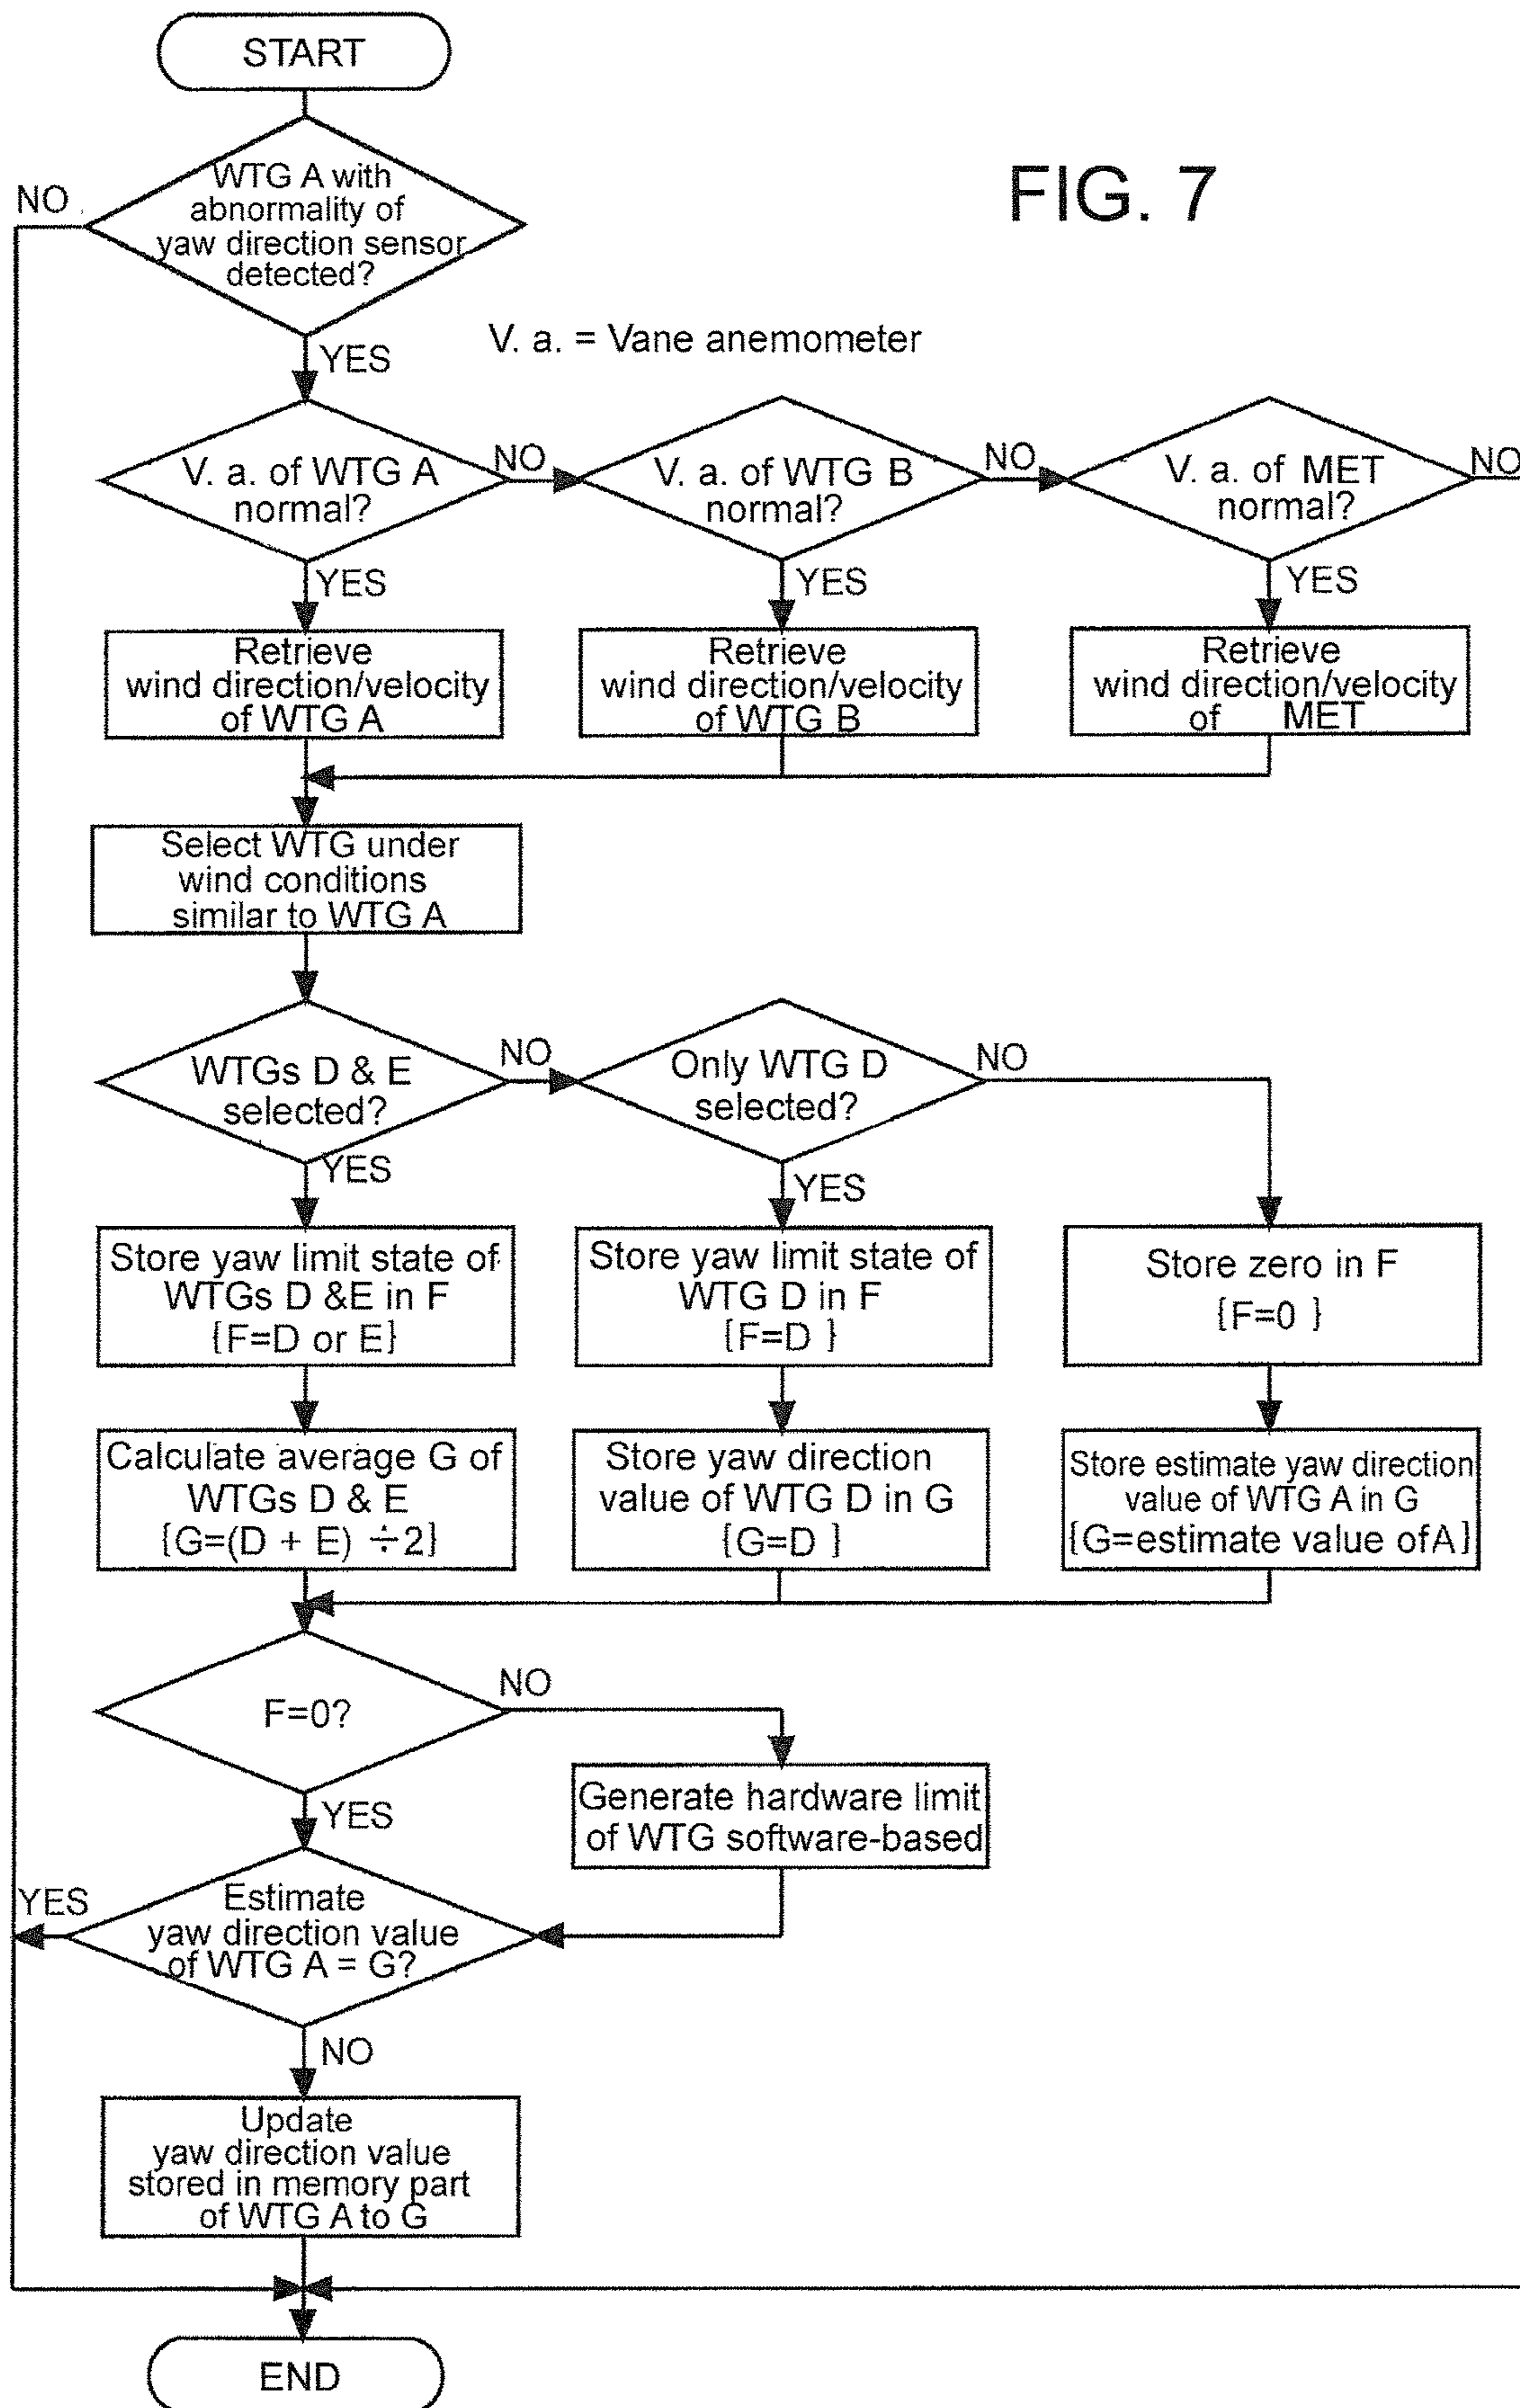 START
FIG. 7
NO
WTG A with
abnormality of
yaw direction sensor
detected?
V. a. = Vane anemometer
YES
V. a. of WTG A
normal?
NO
V. a. of WTG B
normal?
NO
V. a. of MET
normal?
NO
YES
YES
YES
Retrieve
wind direction/velocity
of WTG A
Retrieve
wind direction/velocity
of WTG B
Retrieve
wind direction/velocity
of MET
Select WTG under
wind conditions
similar to WTG A
WTGs D & E
selected?
NO
Only WTG D
selected?
NO
YES
YES
Store yaw limit state of
WTGs D &E in F
{F=D or E}
Store yaw limit state of
WTG D in F
{F=D }
Store zero in F
{F=0 }
Calculate average G of
WTGs D & E
{G=(D + E) ÷2}
Store yaw direction
value of WTG D in G
{G=D }
Store estimate yaw direction
value of WTG A in G
{G=estimate value of A}
F=0?
NO
YES
Generate hardware limit
of WTG software-based
YES
Estimate
yaw direction value
of WTG A = G?
NO
Update
yaw direction value
stored in memory part
of WTG A to G
END